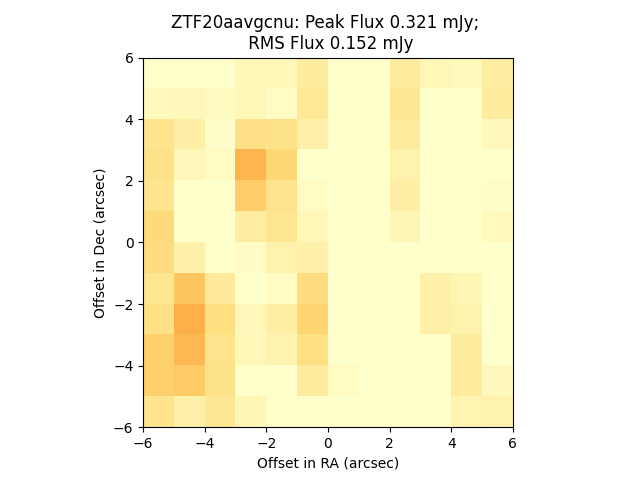 ZTF20aavgcnu: Peak Flux 0.321 mJy;
RMS Flux 0.152 mJy
6
4
2
0
−2
−4
−6
Offset in Dec (arcsec)
−6 −4 −2 0 2 4 6
Offset in RA (arcsec)